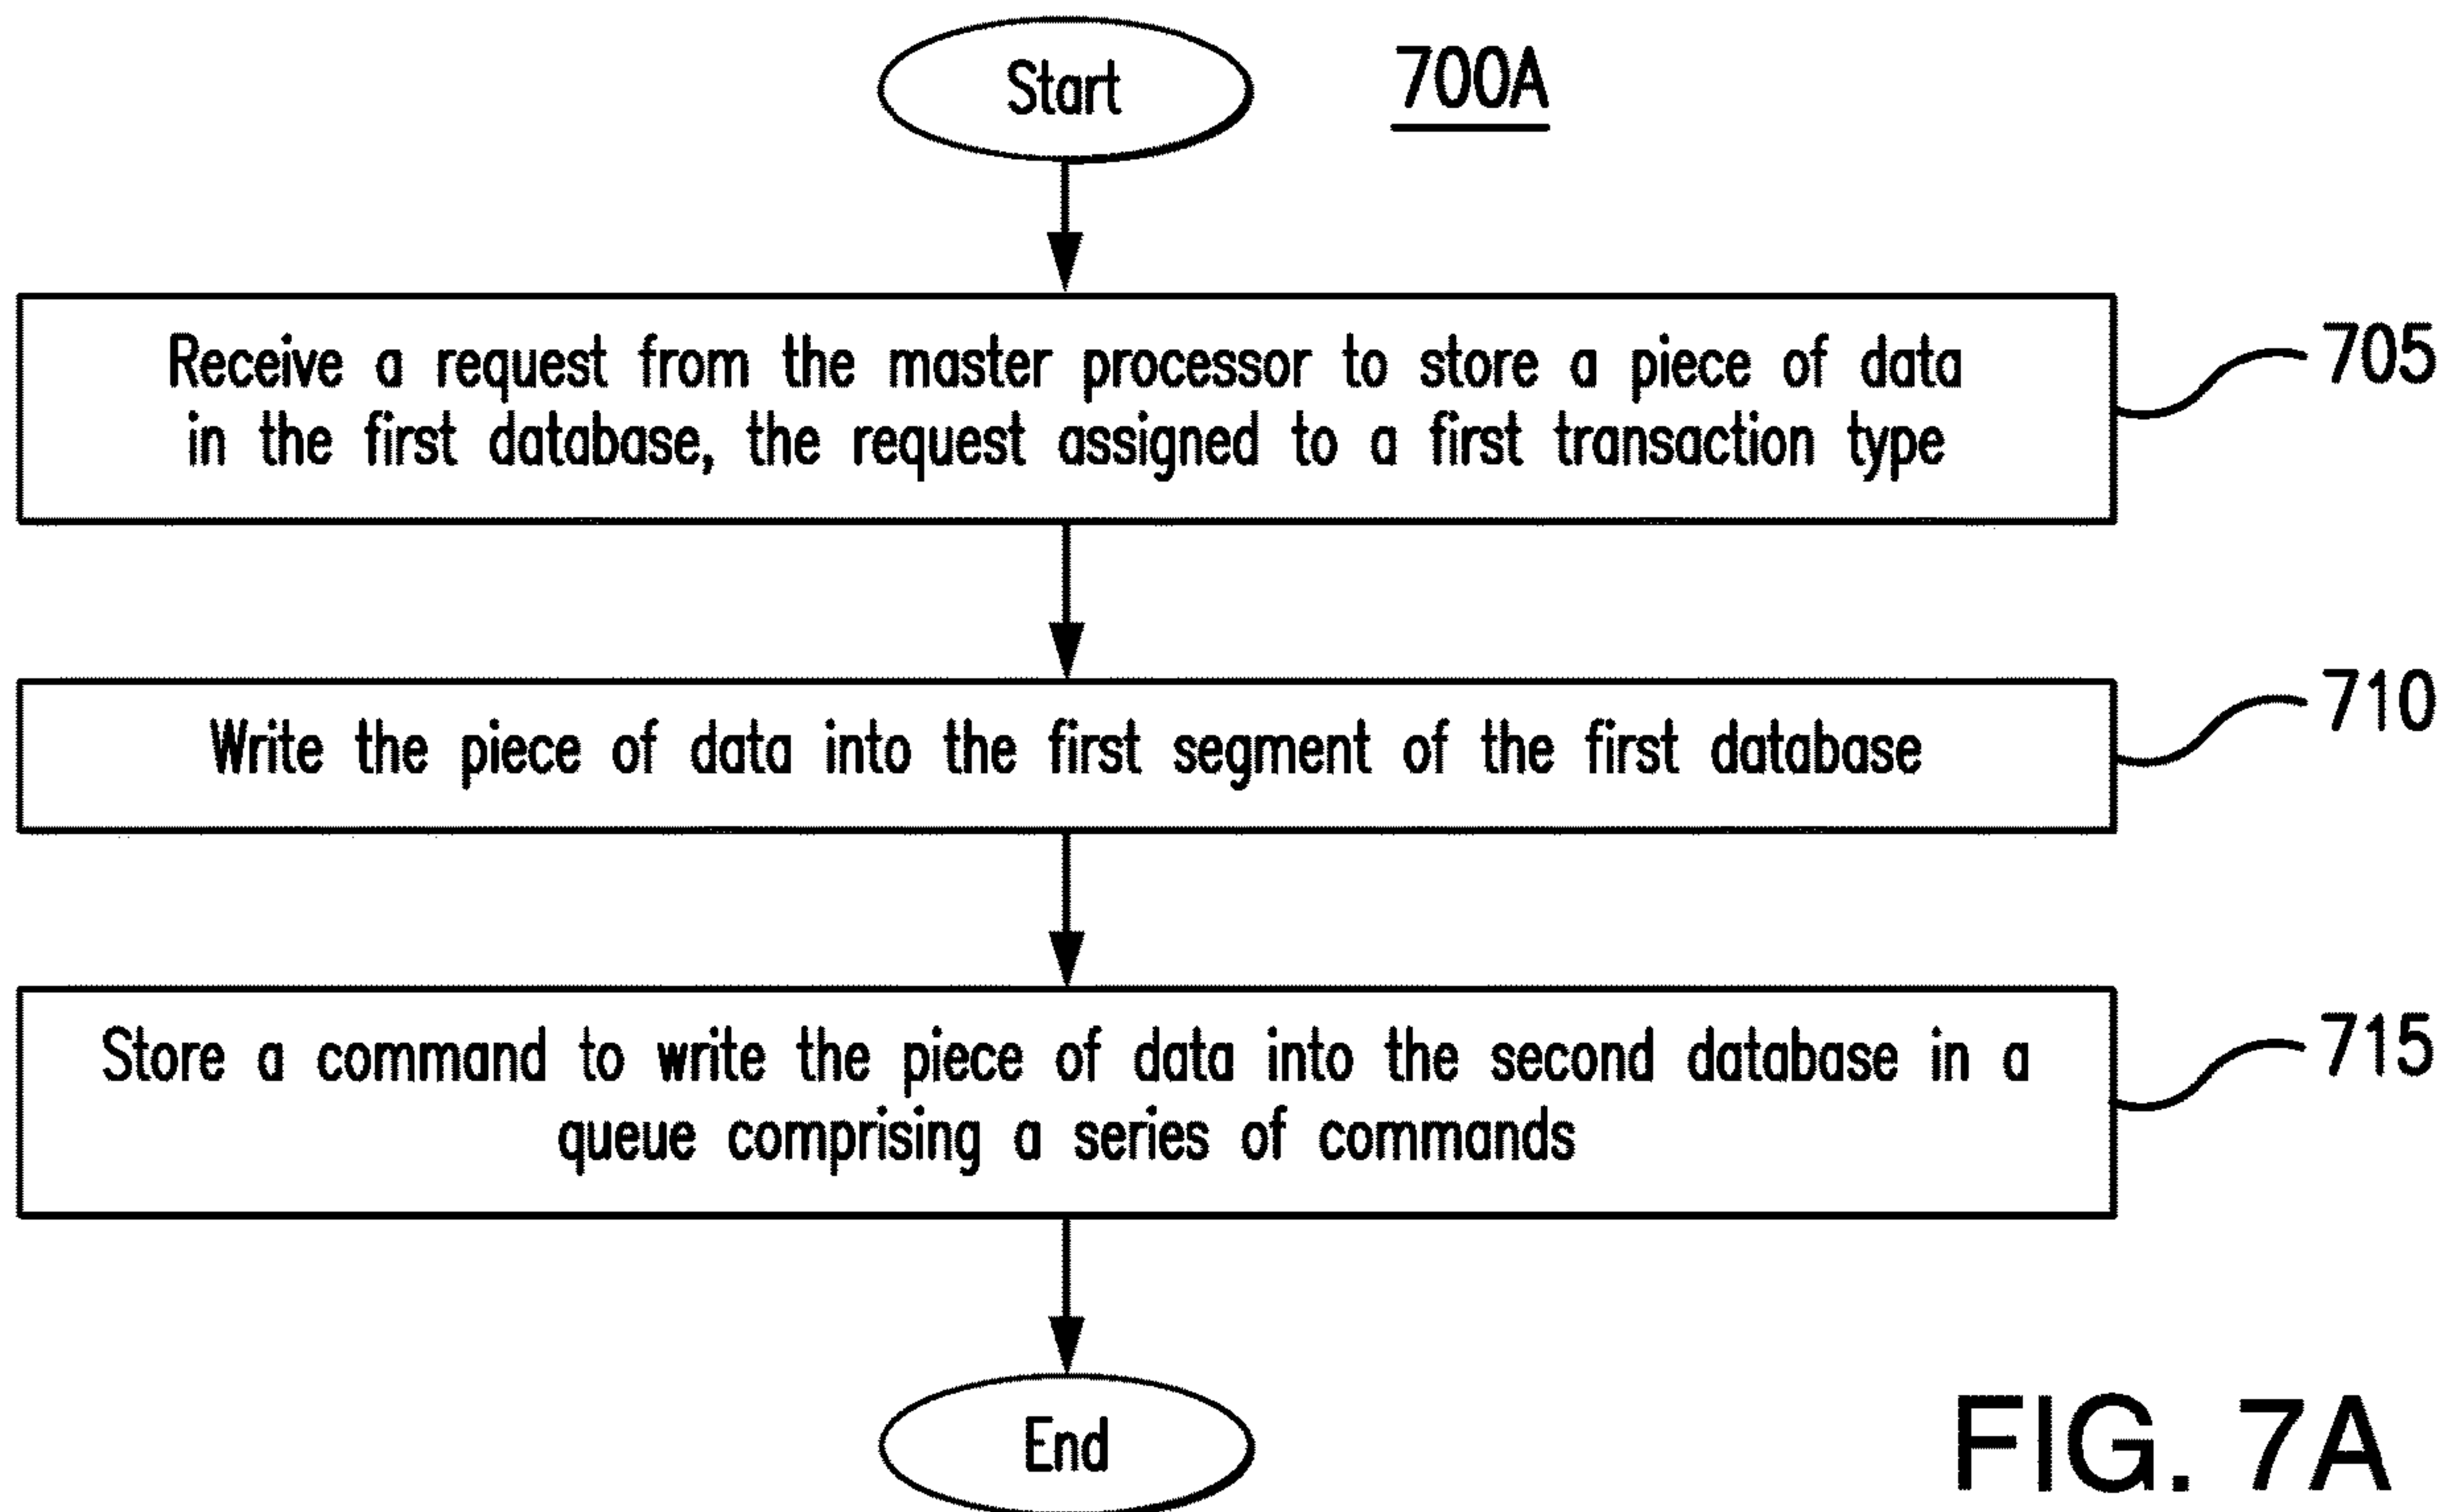 Start
700A
Receive a request from the master processor to store a piece of data
in the first database, the request assigned to a first transaction type
705
Write the piece of data into the first segment of the first database
710
Store a command to write the piece of data into the second database in a
queue comprising a series of commands
715
End
FIG. 7A